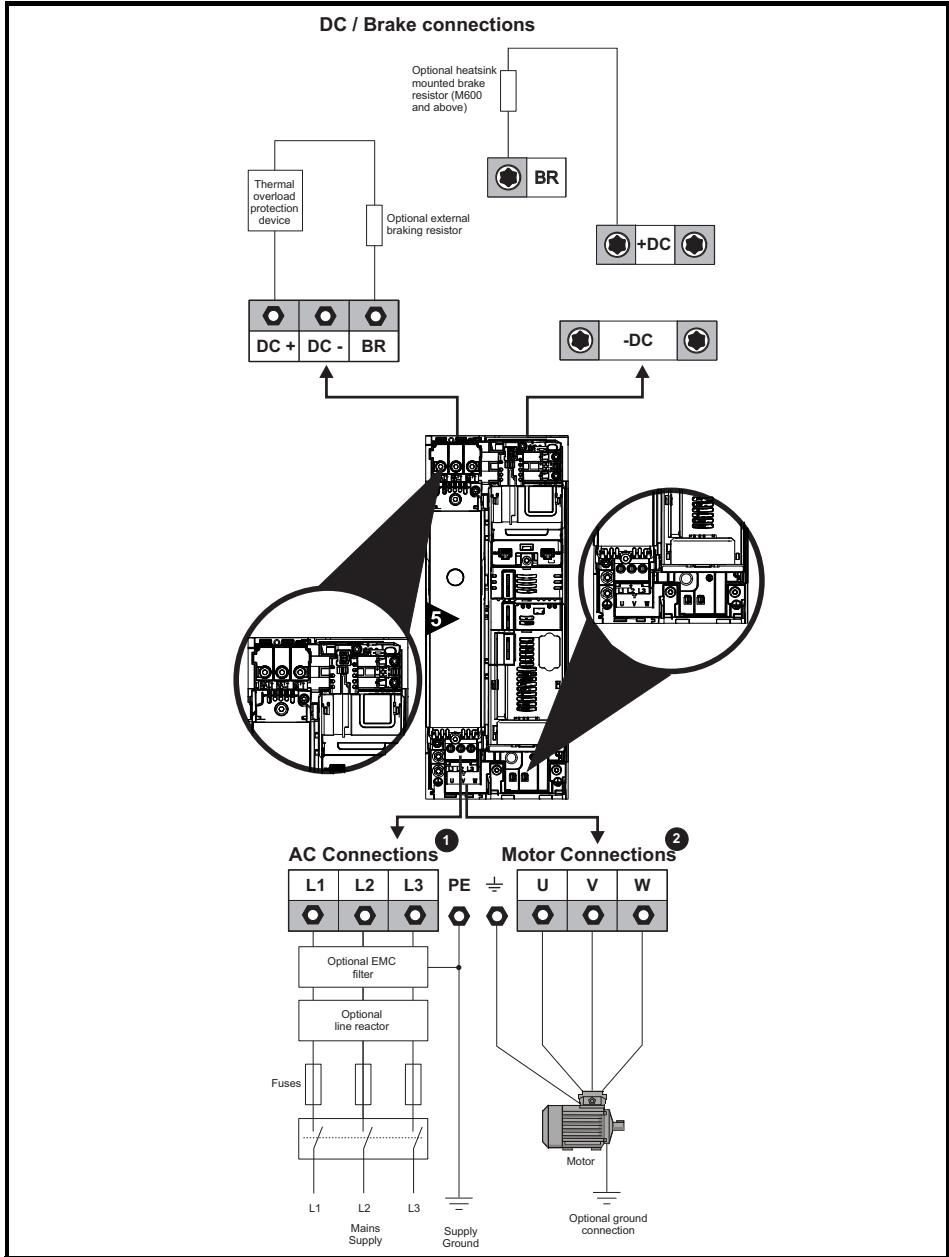 DC / Brake connections
Optional heatsink
mounted brake
resistor (M600
and above)
BR
Thermal
overload
protection
device
Optional external
braking resistor
+DC
DC + DC - BR
-DC
5
L3
U V W
L3
U V W
AC Connections 1
Motor Connections 2
L1 L2 L3 PE U V W
Optional EMC
filter
Optional
line reactor
Fuses
Motor
L1 L2 L3
Mains
Supply
Supply
Ground
Optional ground
connection